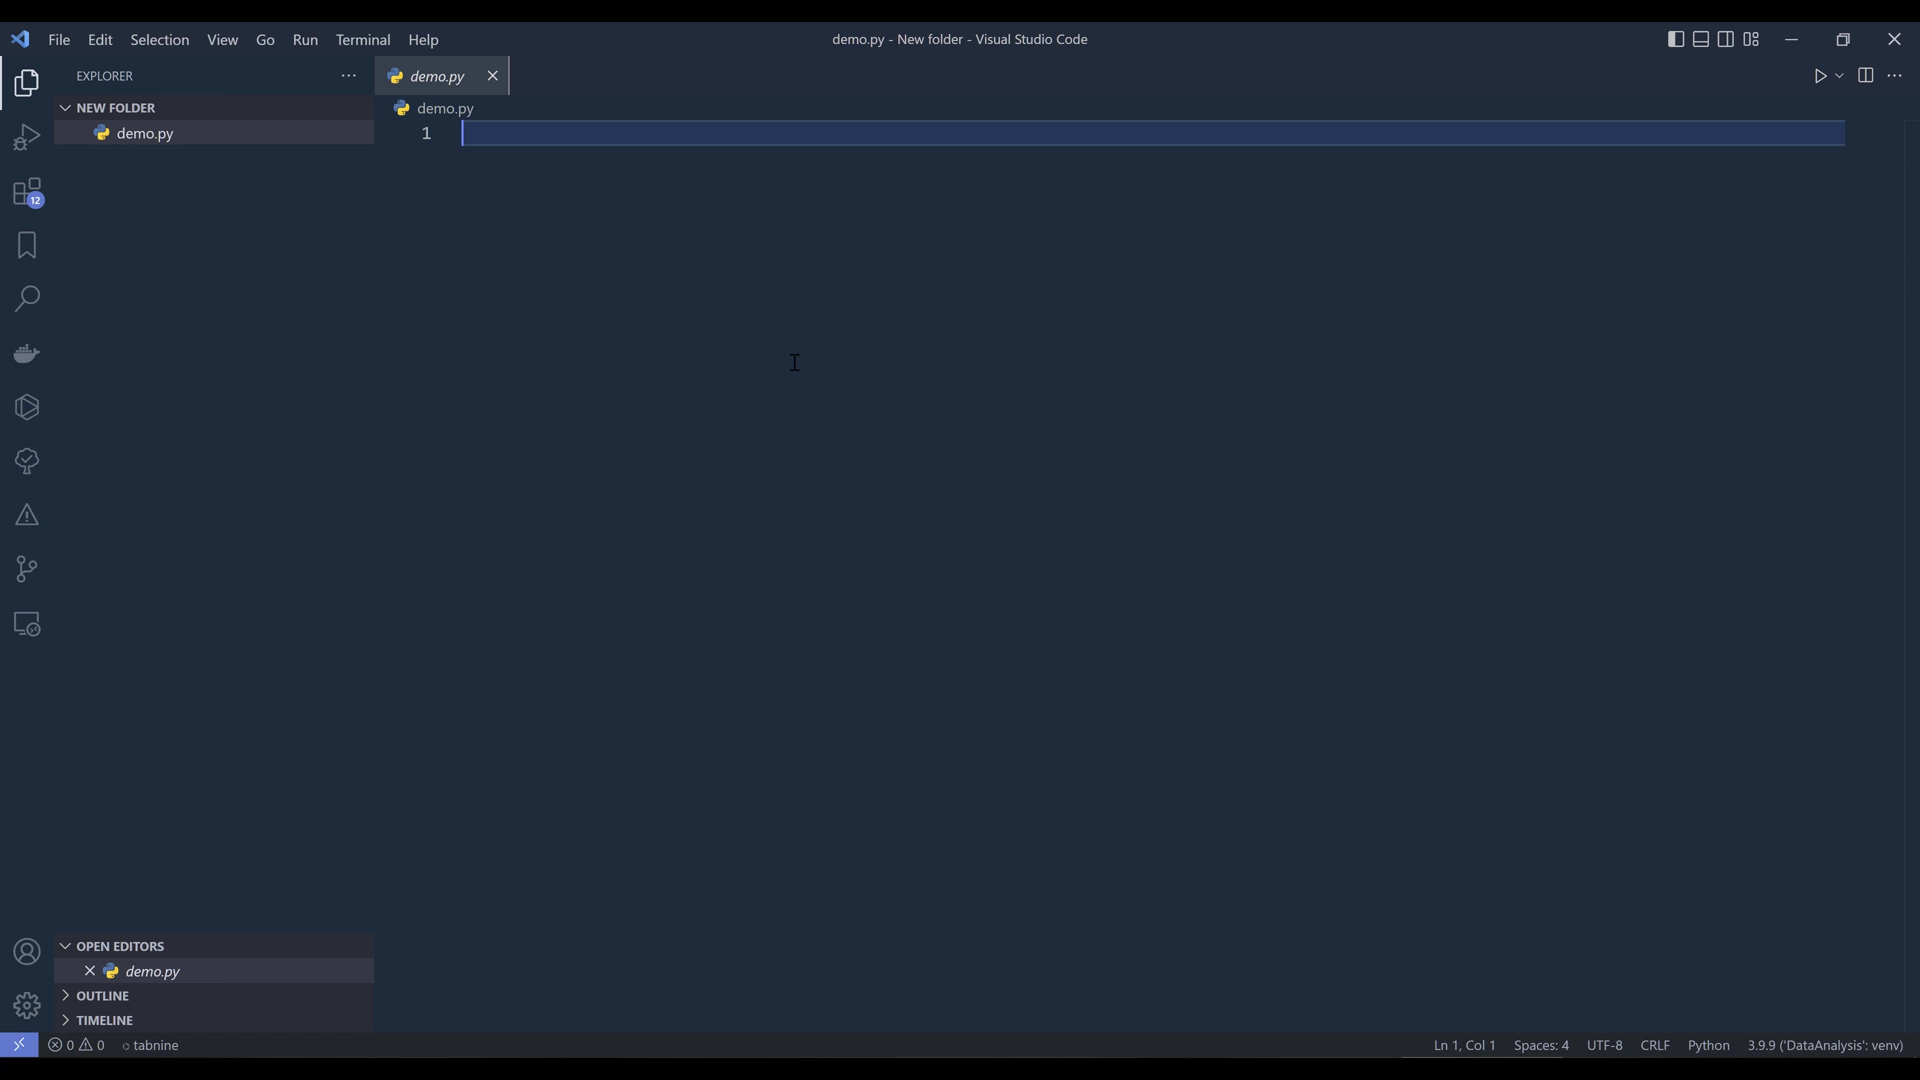 File Edit Selection View Go Run Terminal Help demo.py - New folder - Visual Studio Code
EXPLORER
demo.py
NEW FOLDER
demo.py
demo.py
1
12
OPEN EDITORS
demo.py
OUTLINE
TIMELINE
0 0 tabnine Ln 1, Col 1 Spaces: 4 UTF-8 CRLF Python 3.9.9 ('DataAnalysis': venv)